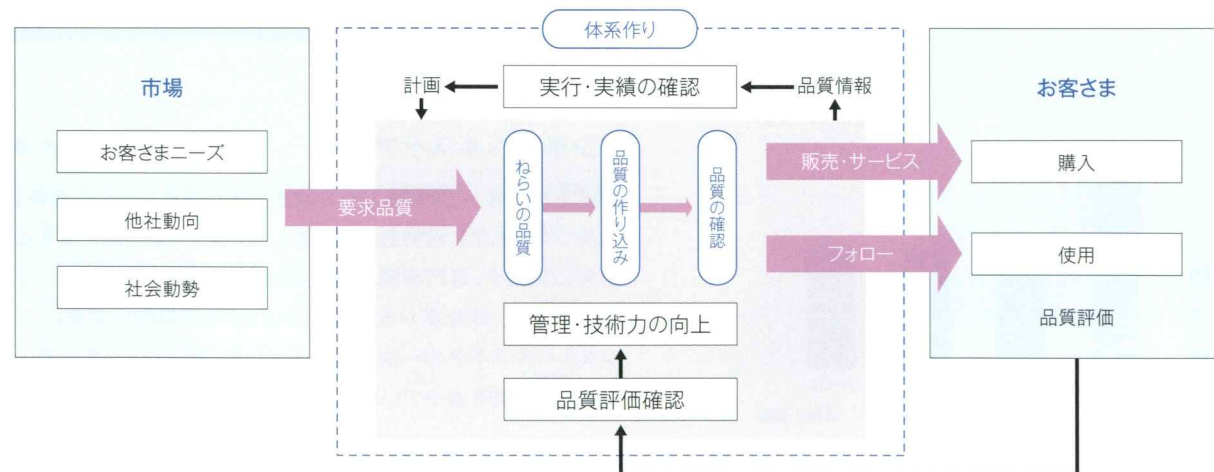 体系作り
市場
お客さまニーズ
他社動向
社会動勢
計画
実行・実績の確認
品質情報
要求品質
ねらいの品質
品質の作り込み
品質の確認
管理・技術力の向上
品質評価確認
販売・サービス
フォロー
お客さま
購入
使用
品質評価